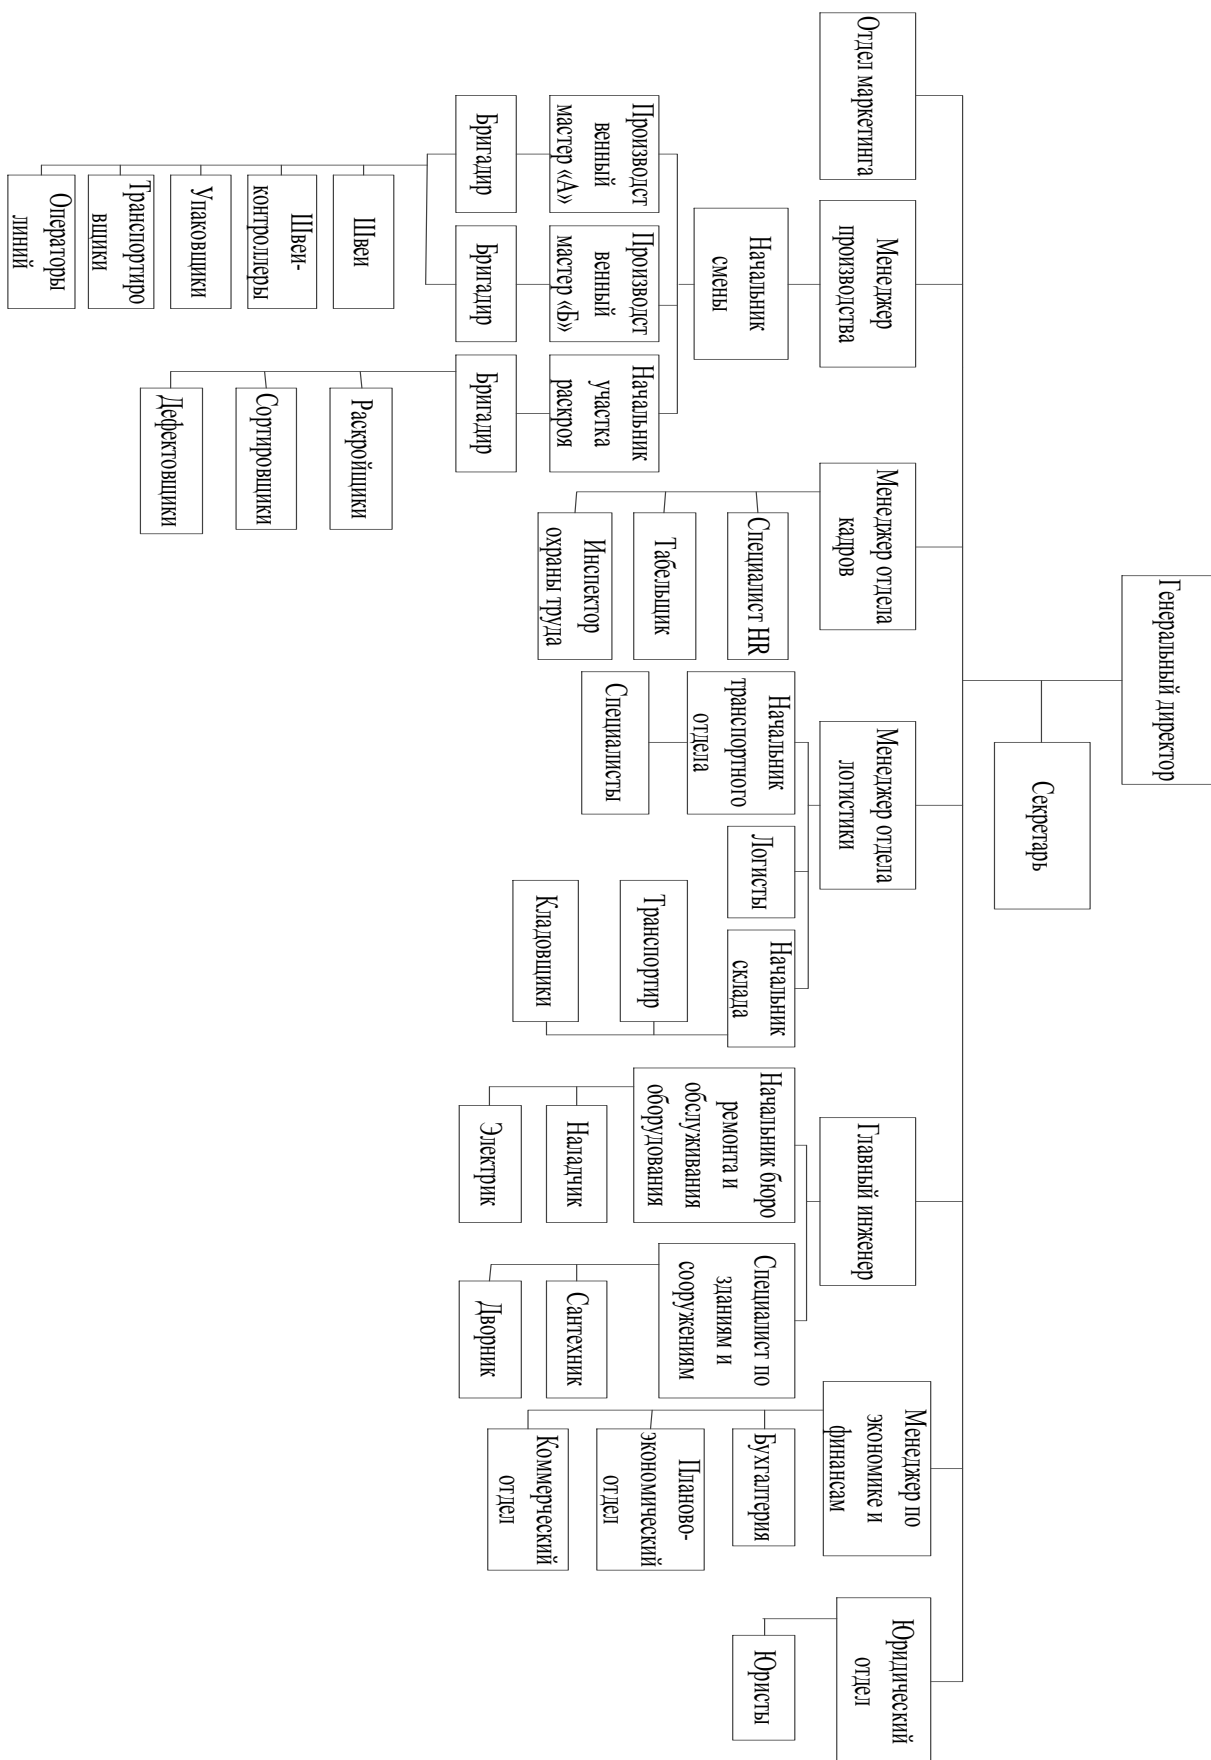 Генеральный директор
Секретарь
Отдел маркетинга
Менеджер
производства
Менеджер отдела
кадров
Менеджер отдела
логистики
Главный инженер
Менеджер по
экономике и
финансам
Юридический
отдел
Начальник
смены
Производст
венный
мастер «А»
Производст
венный
мастер «Б»
Начальник
участка
раскроя
Бригадир
Бригадир
Бригадир
Швеи
Швеи-
контроллеры
Упаковщики
Транспортиро
вщики
Операторы
линий
Раскройщики
Сортировщики
Дефектовщики
Специалист HR
Табельщик
Инспектор
охраны труда
Начальник
транспортного
отдела
Специалисты
Логисты
Начальник
склада
Транспортир
Кладовщики
Начальник бюро
ремонта и
обслуживания
оборудования
Наладчик
Электрик
Специалист по
зданиям и
сооружениям
Сантехник
Дворник
Бухгалтерия
Планово-
экономический
отдел
Коммерческий
отдел
Юристы